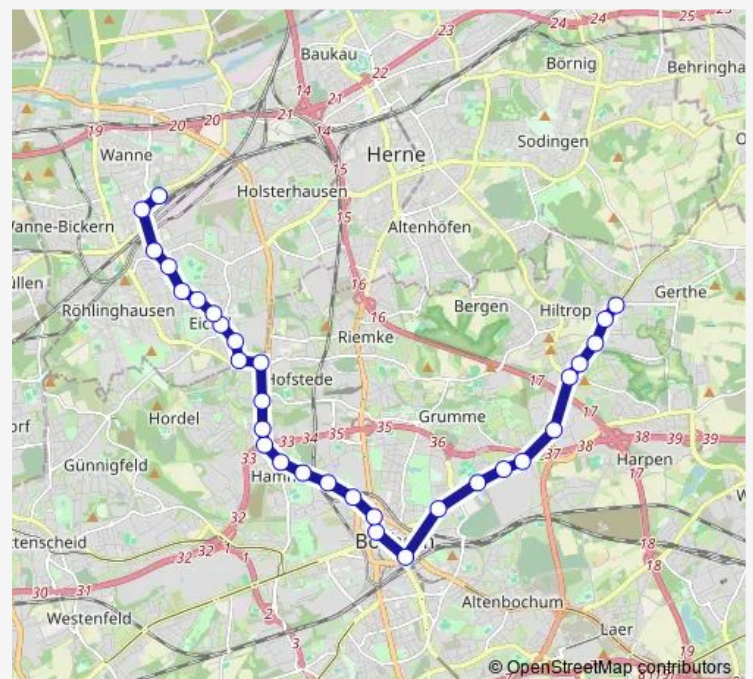 24
24
25
23
Baukau
Börnig
Behringha
22
14
21
21
20
20
19
14
Wanne
Herne
Sodingen
15
Holsterhausen
15
Wanne-Bickern
Altenhöfen
16
Gerthe
Röhlinghausen
Bergen
Hiltrop
16
Riemke
Hofstede
17
17
Hordel
Grumme
33 34 35
35
36
37
38
38
39
39
33
Harpen
Günnigfeld
32
18
32
32
1
1
18
30
31
2
Altenbochum
Westenfeld
Laer
3
19
© OpenStreetMap contributors